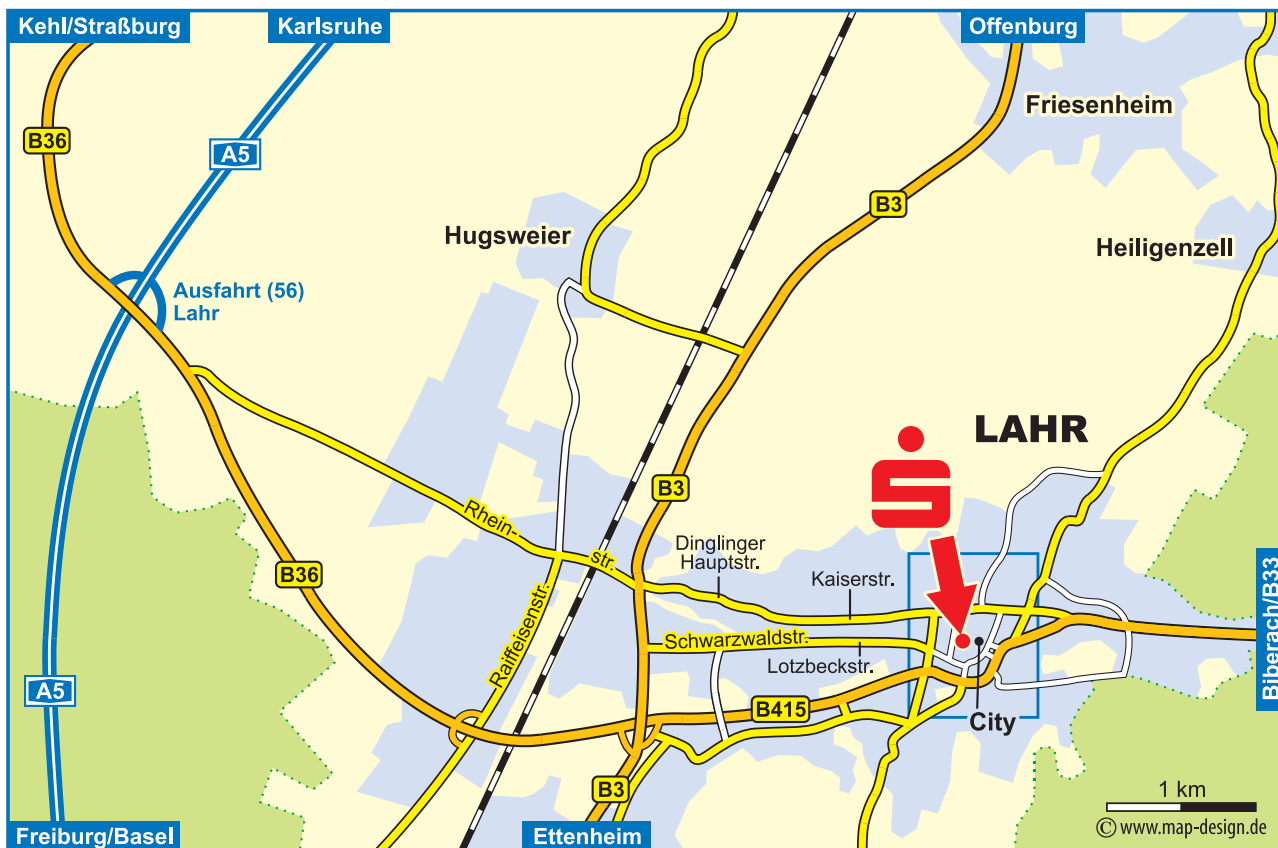 Kehl/Straßburg
Karlsruhe
Offenburg
Friesenheim
B36
A5
B3
Hugsweier
Heiligenzell
Ausfahrt (56)
Lahr
LAHR
B3
Rhein-
str.
Dinglinger
Hauptstr.
Kaiserstr.
B36
Raiffeisenstr.
Schwarzwaldstr.
Lotzbeckstr.
Biberach/B33
A5
B415
City
B3
1 km
Freiburg/Basel
Ettenheim
© www.map-design.de